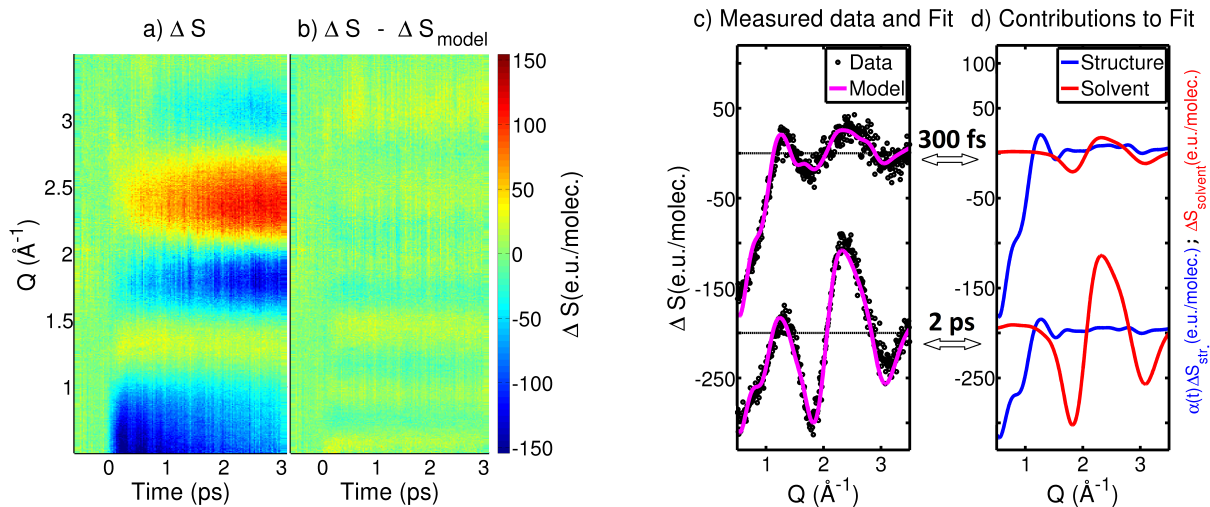 a) Δ S
b) Δ S - Δ S_model
c) Measured data and Fit
d) Contributions to Fit
Q (Å⁻¹)
3
2.5
2
1.5
1
0 1 2 3
Time (ps)
0 1 2 3
Time (ps)
150
100
50
0
-50
-100
-150
Δ S(e.u./molec.)
Δ S(e.u./molec.)
50
-50
-150
-250
Data
Model
1 2 3
Q (Å⁻¹)
300 fs
2 ps
100
50
-50
-100
-150
-200
-250
Structure
Solvent
1 2 3
Q (Å⁻¹)
α(t) ΔS_str. (e.u./molec.) ; ΔS_solvent(e.u./molec.)